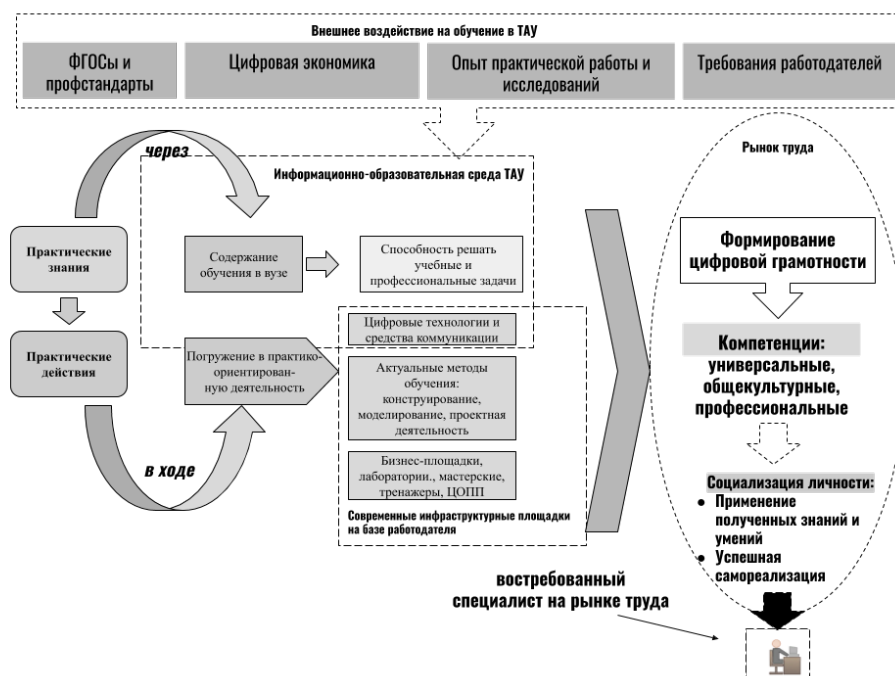 Внешнее воздействие на обучение в ТАУ
ФГОСы и
профстандарты
Цифровая экономика
Опыт практической работы и
исследований
Требования работодателей
через
Информационно-образовательная среда ТАУ
Практические
знания
Содержание
обучения в вузе
Способность решать
учебные и
профессиональные задачи
Практические
действия
Погружение в практико-
ориентирован-
ную деятельность
Цифровые технологии и
средства коммуникации
Актуальные методы
обучения:
конструирование,
моделирование, проектная
деятельность
Бизнес-площадки,
лаборатории., мастерские,
тренажеры, ЦОПП
в ходе
Современные инфраструктурные площадки
на базе работодателя
Рынок труда
Формирование
цифровой грамотности
Компетенции:
универсальные,
общекультурные,
профессиональные
Социализация личности:
● Применение
полученных знаний и
умений
● Успешная
самореализация
востребованный
специалист на рынке труда